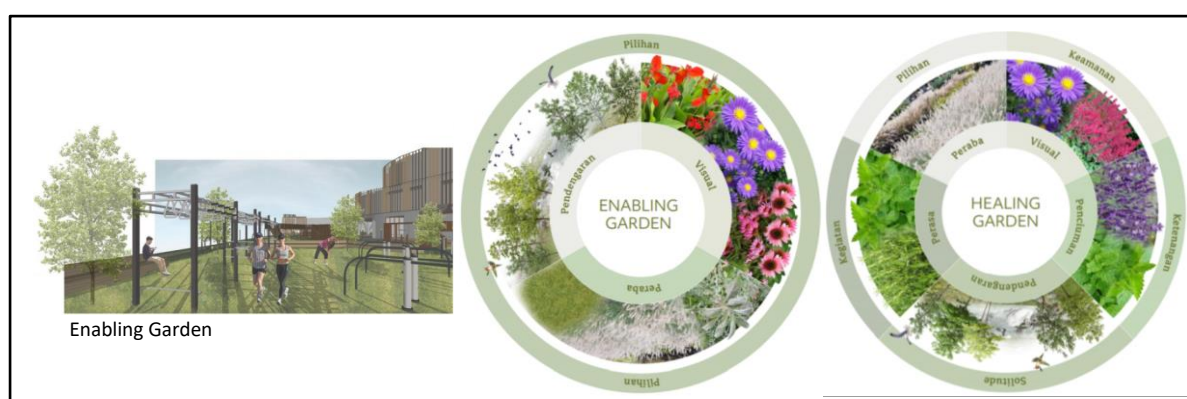 Enabling Garden
Pilihan
Pendengaran
Visual
ENABLING
GARDEN
Peraba
Pilihan
Pilihan
Keamanan
Peraba
Visual
Kegiatan
Perasa
HEALING
GARDEN
Penciuman
Ketenangan
Pendengaran
Solitude